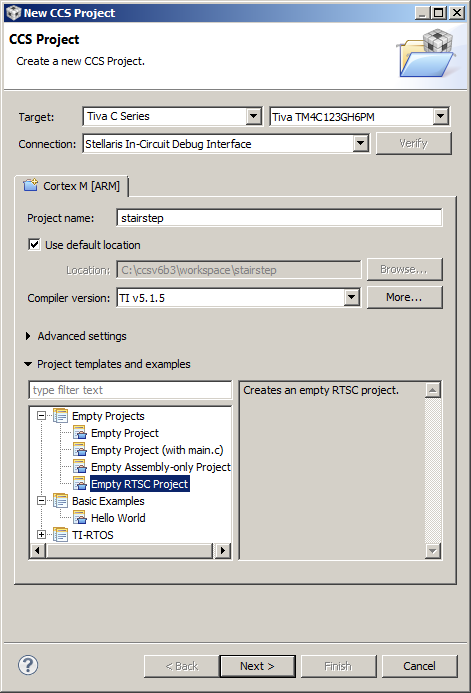 New CCS Project
CCS Project
Create a new CCS Project.
Target: Tiva C Series Tiva TM4C123GH6PM
Connection: Stellaris In-Circuit Debug Interface Verify
Cortex M [ARM]
Project name: stairstep
Use default location
Location: C:\ccsv6b3\workspace\stairstep Browse...
Compiler version: TI v5.1.5 More...
Advanced settings
Project templates and examples
type filter text Creates an empty RTSC project.
Empty Projects
Empty Project
Empty Project (with main.c)
Empty Assembly-only Project
Empty RTSC Project
Basic Examples
Hello World
TI-RTOS
? < Back Next > Finish Cancel